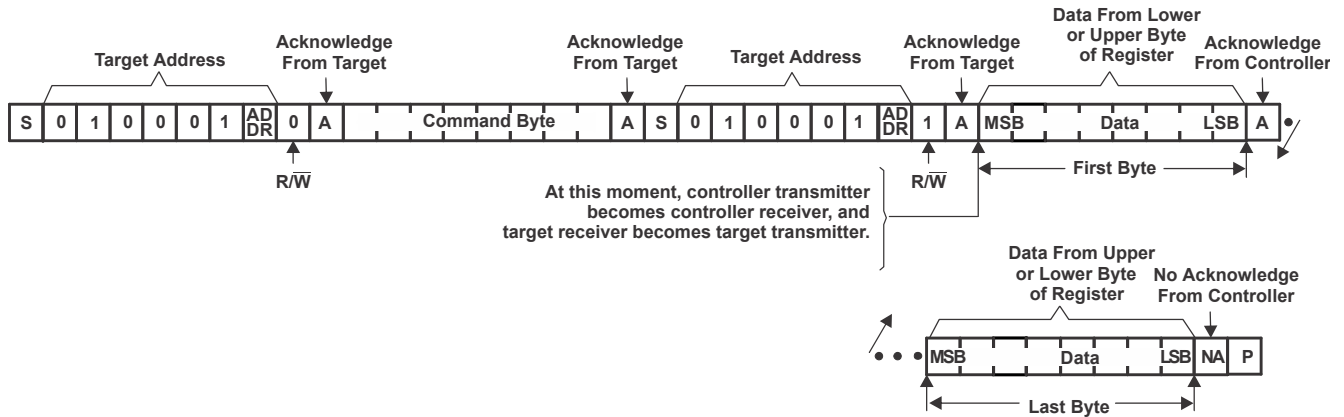 Target Address
Acknowledge
From Target
Acknowledge
From Target
Target Address
Acknowledge
From Target
Data From Lower
or Upper Byte
of Register
Acknowledge
From Controller
S 0 1 0 0 0 1 AD DR 0 A Command Byte A S 0 1 0 0 0 1 AD DR 1 A MSB Data LSB A
R/W̅
R/W̅
First Byte
At this moment, controller transmitter
becomes controller receiver, and
target receiver becomes target transmitter.
Data From Upper
or Lower Byte
of Register
No Acknowledge
From Controller
MSB Data LSB NA P
Last Byte